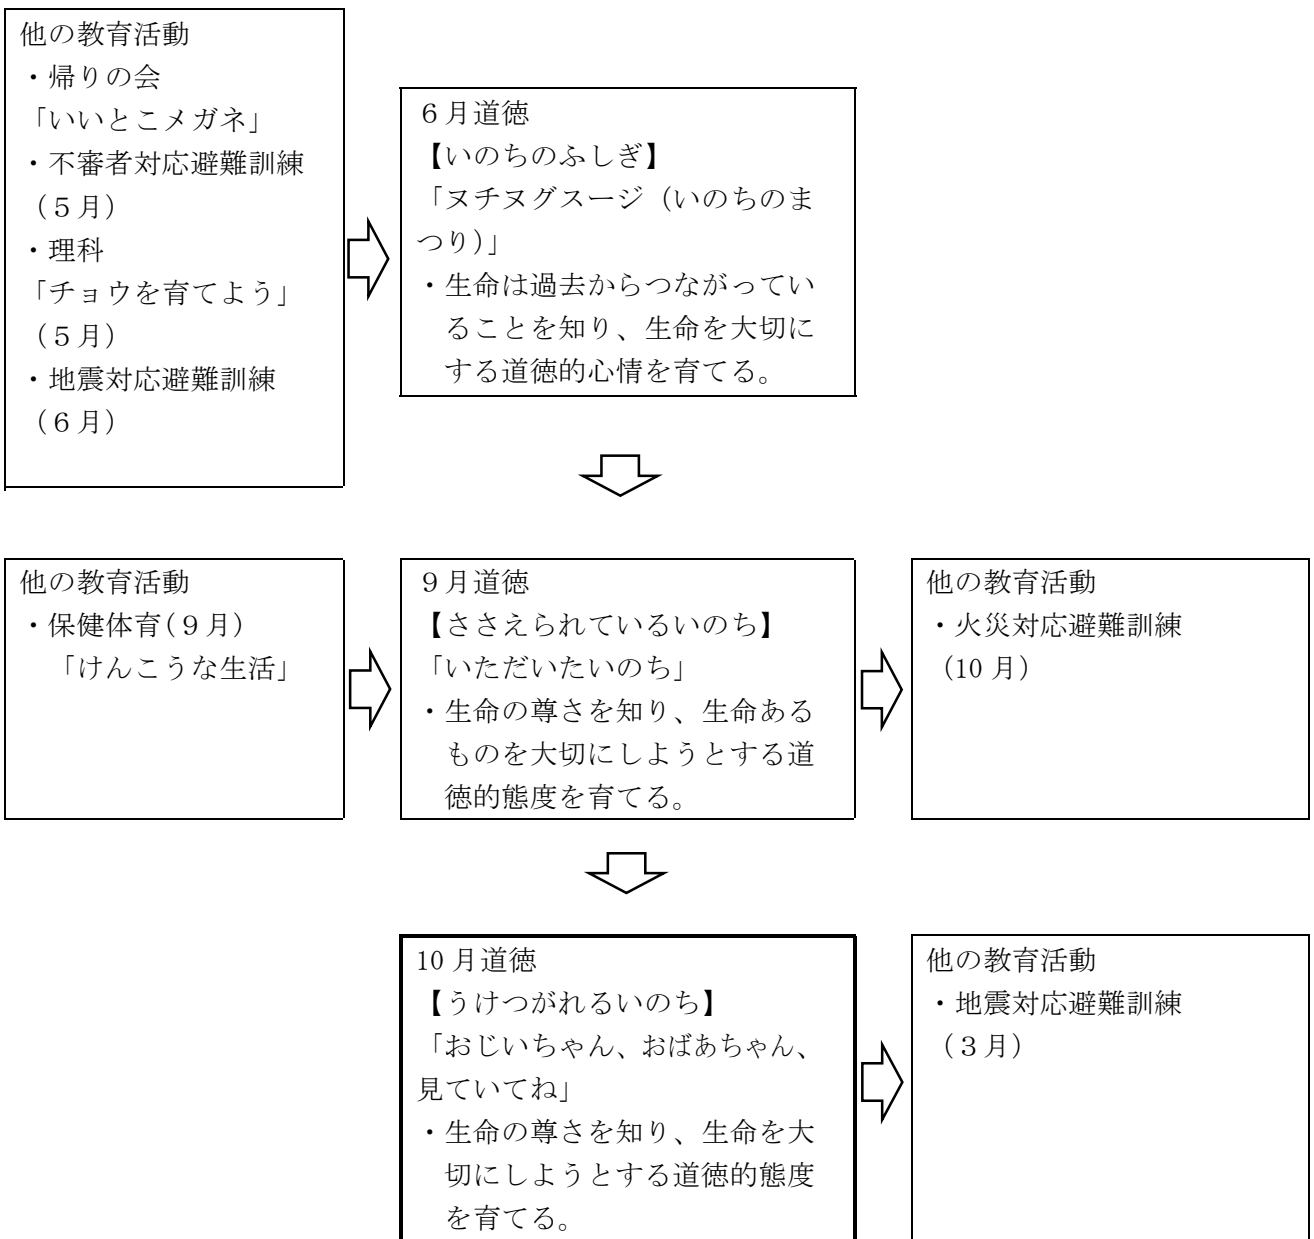 他の教育活動
・帰りの会
「いいとこメガネ」
・不審者対応避難訓練
(5月)
・理科
「チョウを育てよう」
(5月)
・地震対応避難訓練
(6月)
6月道徳
【いのちのふしぎ】
「ヌチヌグスージ(いのちのま
つり)」
・生命は過去からつながってい
ることを知り、生命を大切に
する道徳的心情を育てる。
他の教育活動
・保健体育(9月)
「けんこうな生活」
9月道徳
【ささえられているいのち】
「いただいたいのち」
・生命の尊さを知り、生命ある
ものを大切にしようとする道
徳的態度を育てる。
他の教育活動
・火災対応避難訓練
(10月)
10月道徳
【うけつがれるいのち】
「おじいちゃん、おばあちゃん、
見ていてね」
・生命の尊さを知り、生命を大
切にしようとする道徳的態度
を育てる。
他の教育活動
・地震対応避難訓練
(3月)